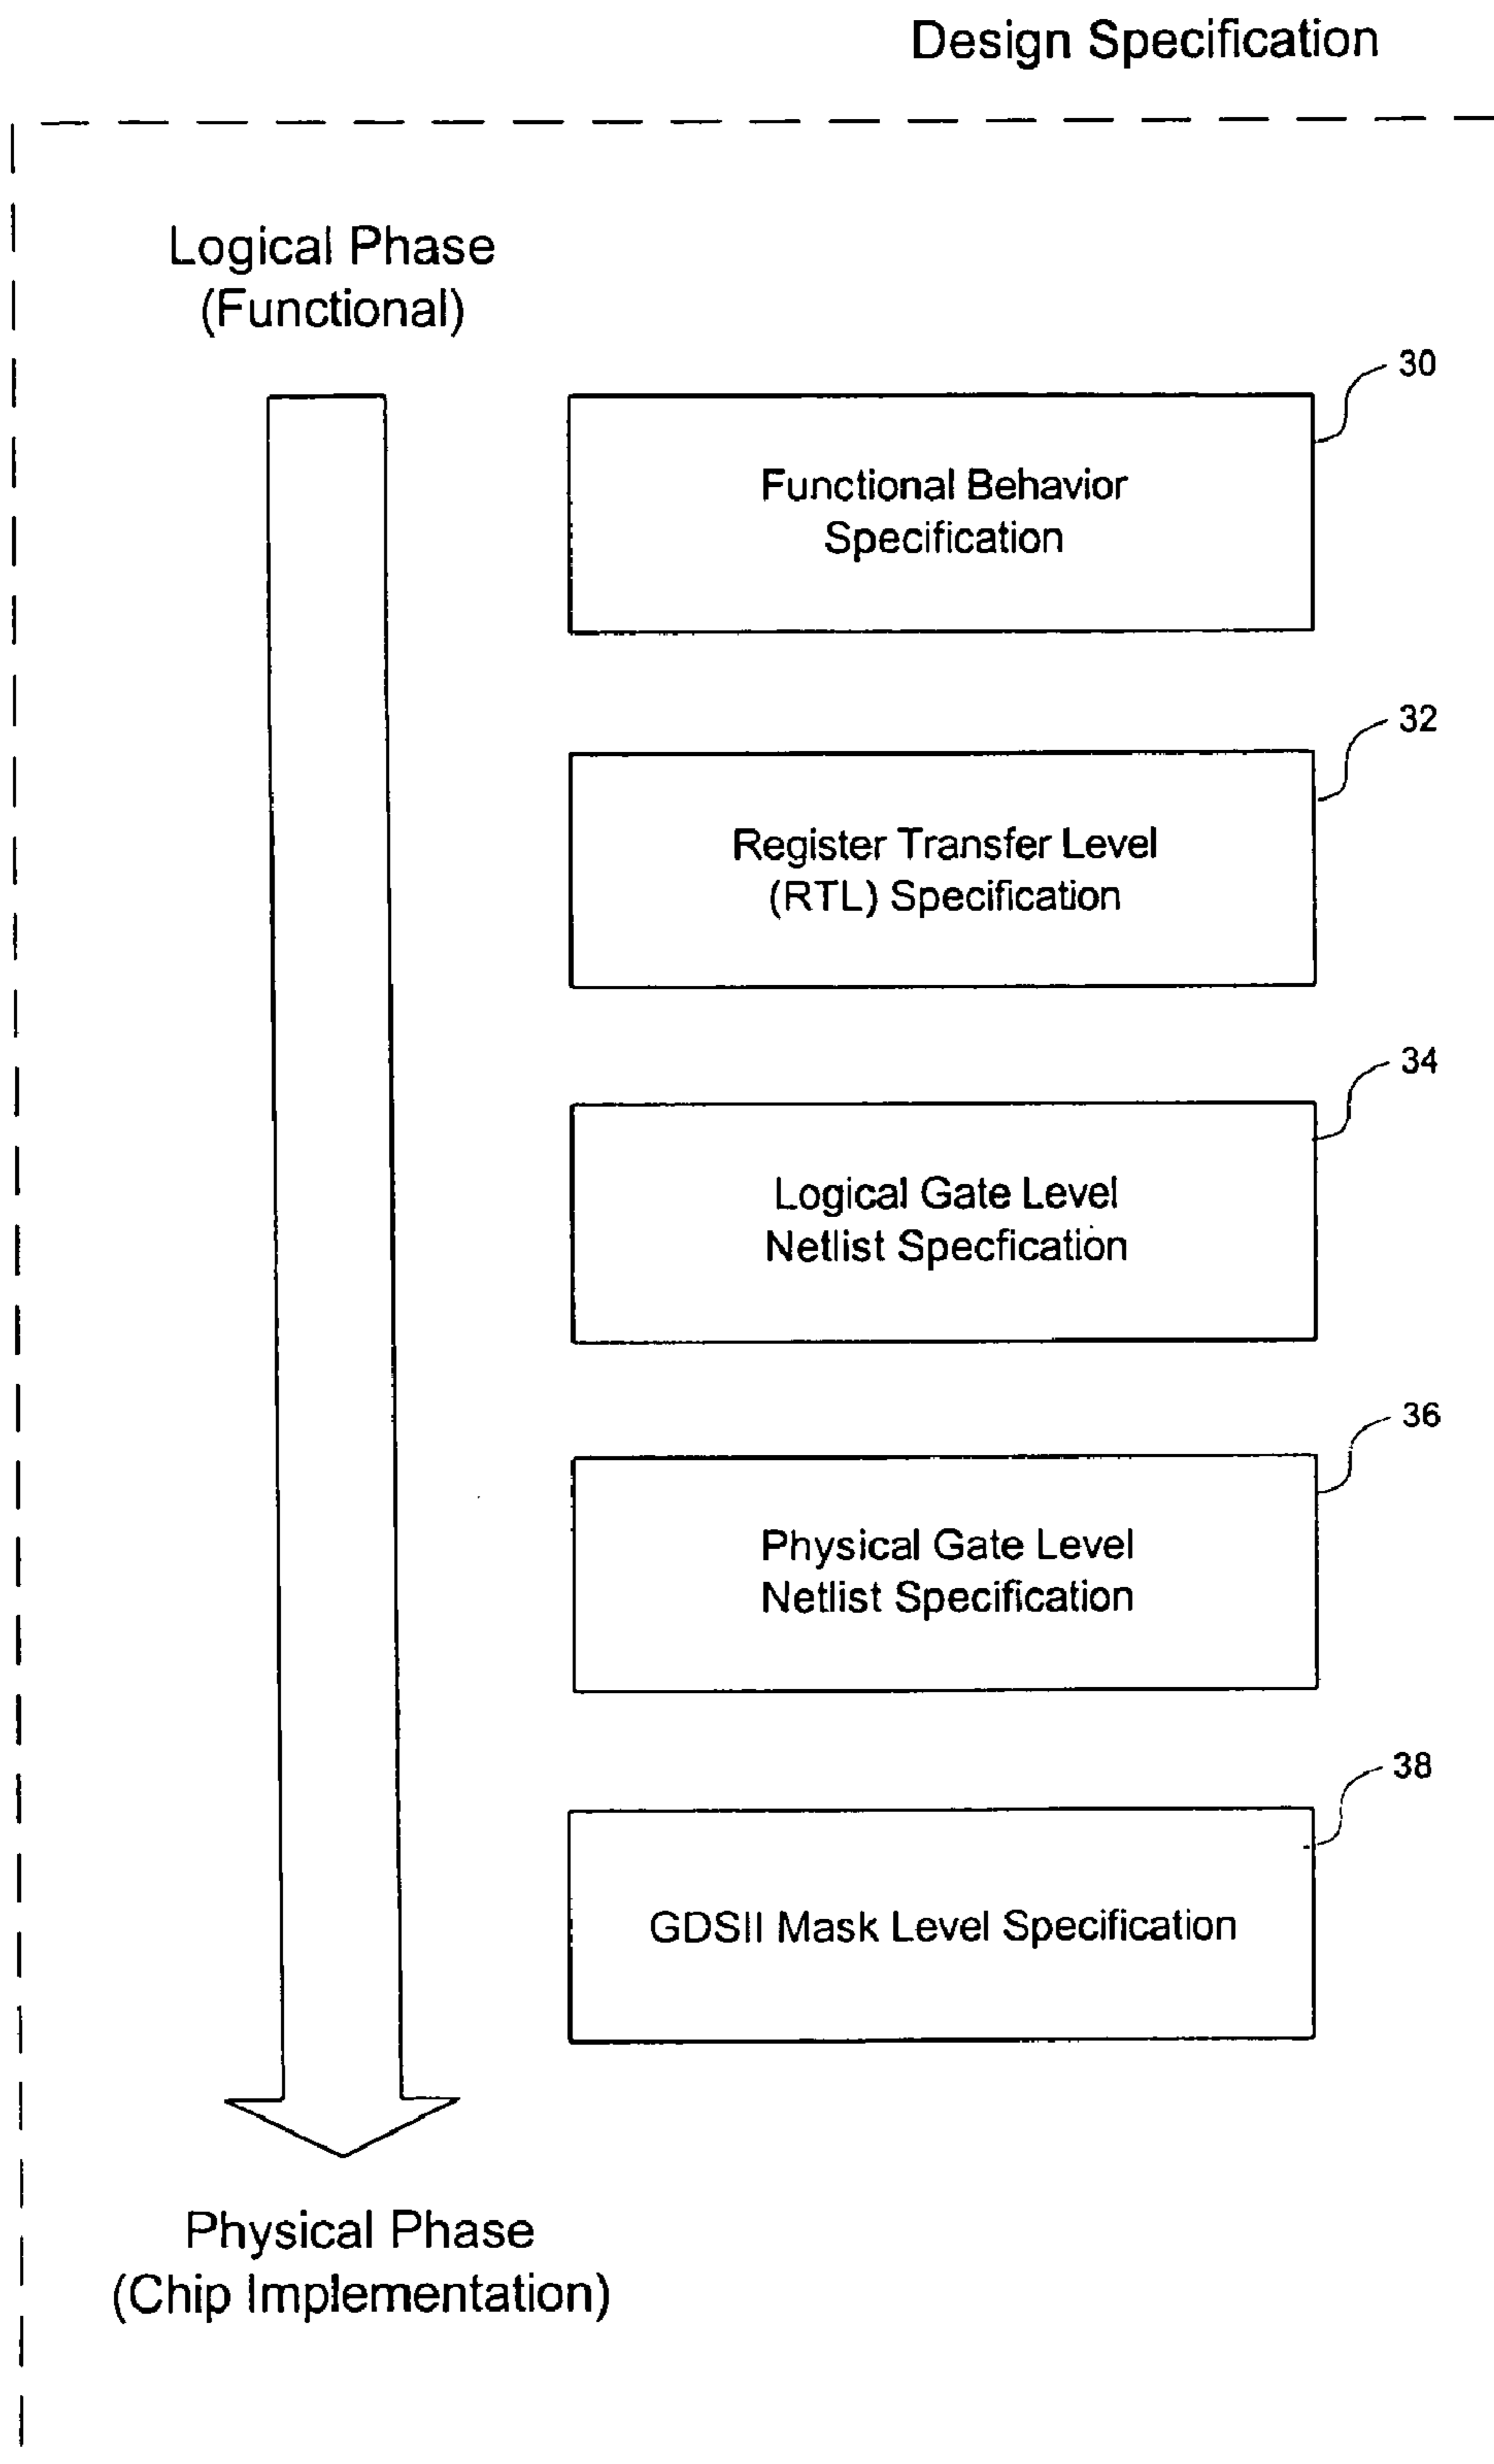 Design Specification
Logical Phase
(Functional)
30
Functional Behavior
Specification
32
Register Transfer Level
(RTL) Specification
34
Logical Gate Level
Netlist Specfication
36
Physical Gate Level
Netlist Specification
38
GDSII Mask Level Specification
Physical Phase
(Chip Implementation)